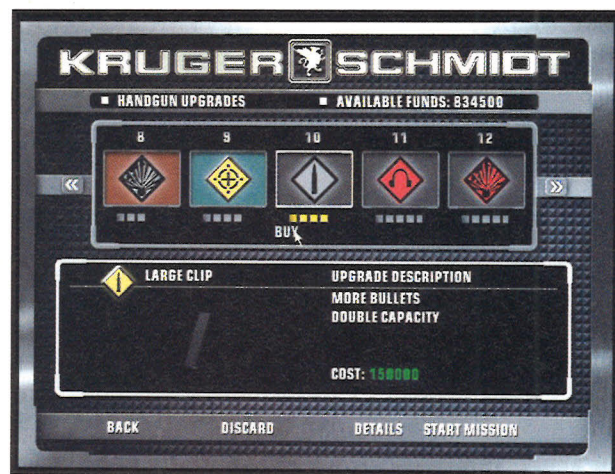 KRUGER SCHMIDT
HANDGUN UPGRADES AVAILABLE FUNDS: 834500
8 9 10 11 12
BUY
LARGE CLIP UPGRADE DESCRIPTION
MORE BULLETS
DOUBLE CAPACITY
COST: 150000
BACK DISCARD DETAILS START MISSION